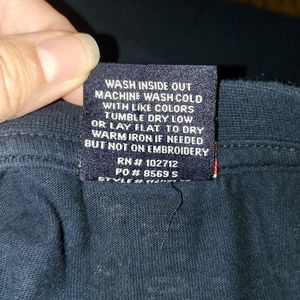 WASH INSIDE OUT
MACHINE WASH COLD
WITH LIKE COLORS
TUMBLE DRY LOW
OR LAY FLAT TO DRY
WARM IRON IF NEEDED
BUT NOT ON EMBROIDERY
RN # 102712
PO # 8569 S
STYLE #